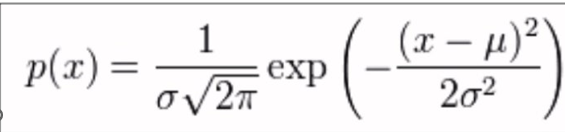 p(x) = \frac{1}{\sigma\sqrt{2\pi}} \exp\left(-\frac{(x-\mu)^2}{2\sigma^2}\right)